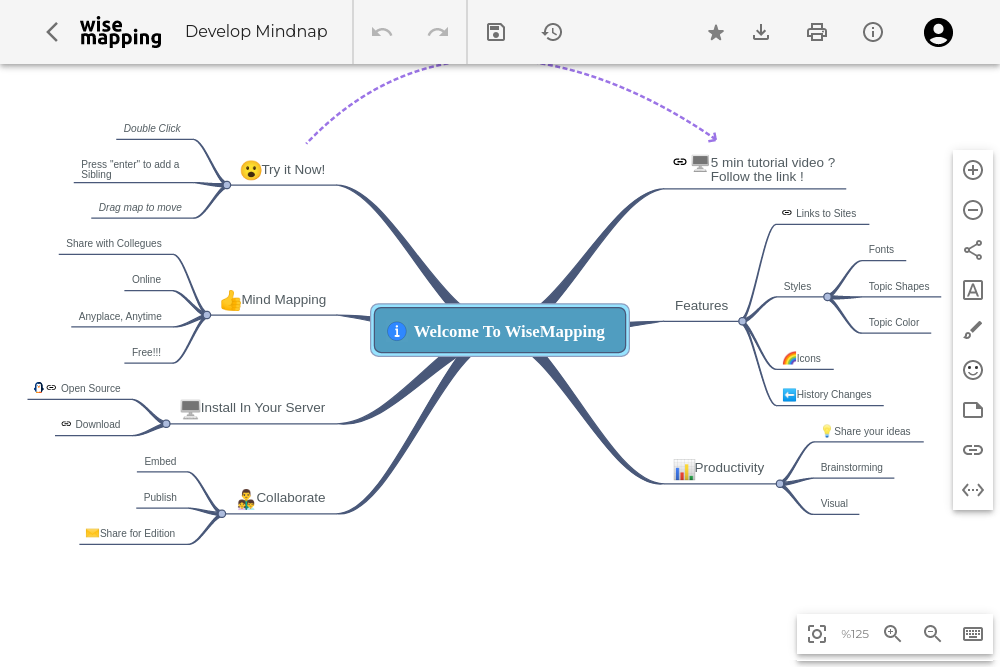 wise
mapping
Develop Mindnap
Double Click
Press "enter" to add a
Sibling
Drag map to move
Try it Now!
Share with Collegues
Online
Anyplace, Anytime
Free!!!
Mind Mapping
Open Source
Download
Install In Your Server
Embed
Publish
Share for Edition
Collaborate
Welcome To WiseMapping
5 min tutorial video ?
Follow the link !
Features
Links to Sites
Styles
Fonts
Topic Shapes
Topic Color
Icons
History Changes
Productivity
Share your ideas
Brainstorming
Visual
%125